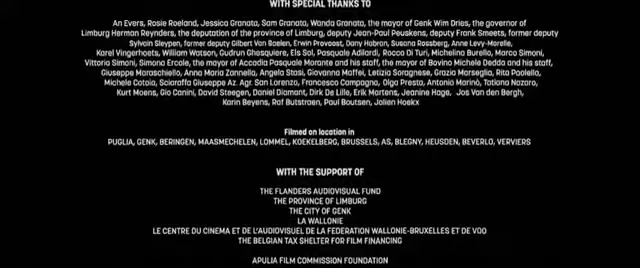 WITH SPECIAL THANKS TO
An Evers, Rosie Roeland, Jessica Granata, Sam Granata, Wanda Granata, the mayor of Genk Wim Dries, the governor of
Limburg Herman Reynders, the deputation of the province of Limburg, deputy Jean-Paul Peuskens, deputy Frank Smeets, former deputy
Sylvain Sleypen, former deputy Gilbert Van Baelen, Erwin Provoost, Dany Habran, Susana Rossberg, Anne Levy-Morelle,
Karel Vingerhoets, William Watson, Gudrun Ghesquiere, Els Sol, Pasquale Adilardi, Rocco Di Turi, Michelina Burello, Marco Simoni,
Vittoria Simoni, Simona Ercole, the mayor of Accadia Pasquale Morante and his staff, the mayor of Bovino Michele Dedda and his staff,
Giuseppe Maraschiello, Anna Maria Zannella, Angela Stasi, Giovanna Maffei, Letizia Soragnese, Grazia Marseglia, Rita Paolella,
Michele Catoia, Sciaraffa Giuseppe Az. Agr. San Lorenzo, Francesco Campagna, Olga Presta, Antonio Marinò, Tatiana Nazaro,
Kurt Moens, Gio Canini, David Steegen, Daniel Diamant, Dirk De Lille, Erik Martens, Jeanine Hage, Jos Van den Bergh,
Karin Beyens, Raf Butstraen, Paul Boutsen, Jolien Hoekx
Filmed on location in
PUGLIA, GENK, BERINGEN, MAASMECHELEN, LOMMEL, KOEKELBERG, BRUSSELS, AS, BLEGNY, HEUSDEN, BEVERLO, VERVIERS
WITH THE SUPPORT OF
THE FLANDERS AUDIOVISUAL FUND
THE PROVINCE OF LIMBURG
THE CITY OF GENK
LA WALLONIE
LE CENTRE DU CINEMA ET DE L'AUDIOVISUEL DE LA FEDERATION WALLONIE-BRUXELLES ET DE VOO
THE BELGIAN TAX SHELTER FOR FILM FINANCING
APULIA FILM COMMISSION FOUNDATION